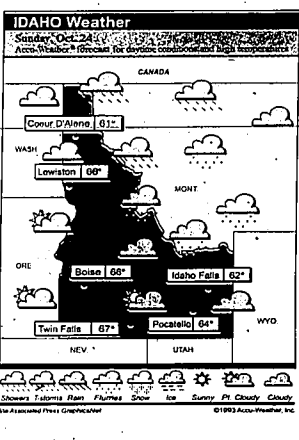 IDAHO Weather
Sunday, Oct. 24
Accu-Weather® forecast for daytime conditions and high temperatures
CANADA
Coeur D'Alene 61°
WASH.
Lewiston 66°
MONT.
ORE.
Boise 66°
Idaho Falls 62°
Twin Falls 67°
Pocatello 64°
WYO.
NEV.
UTAH
Showers T-storms Rain Flurries Snow Ice Sunny Pt. Cloudy Cloudy
Via Associated Press GraphicsNet ©1993 Accu-Weather, Inc.